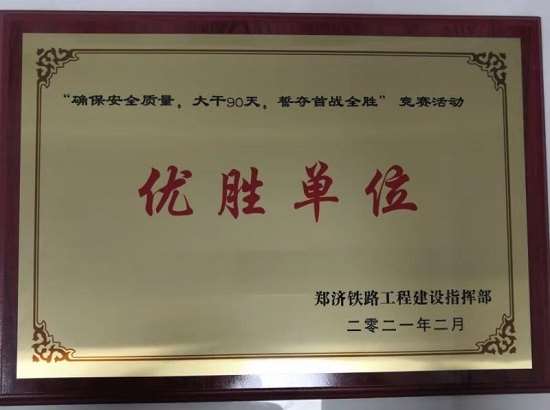 “确保安全质量，大干90天，誓夺首战全胜”竞赛活动
优胜单位
郑济铁路工程建设指挥部
二零二一年二月